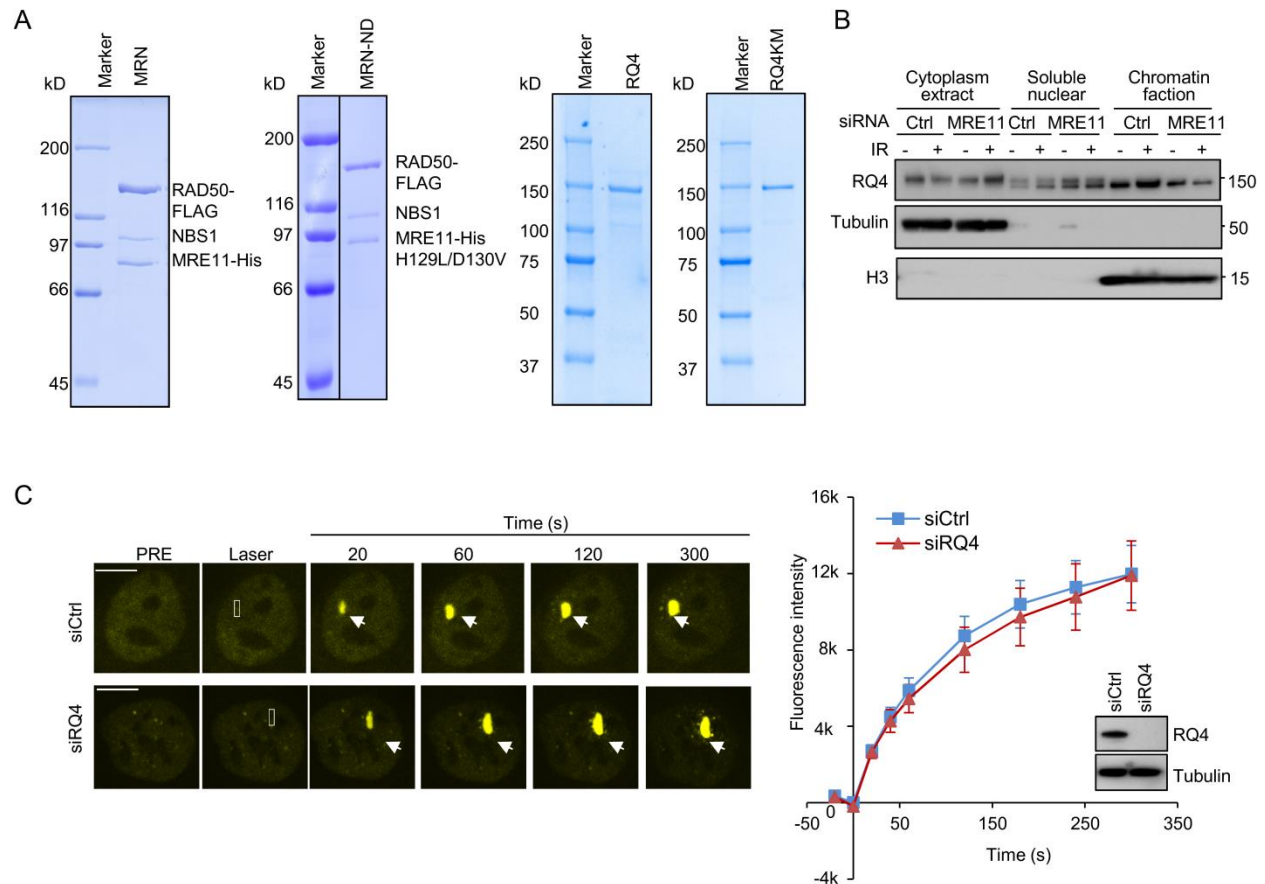 A
kD
Marker
MRN
200
116
97
66
45
RAD50-
FLAG
NBS1
MRE11-His
kD
Marker
MRN-ND
200
116
97
66
45
RAD50-
FLAG
NBS1
MRE11-His
H129L/D130V
kD
Marker
RQ4
250
150
100
75
50
37
kD
Marker
RQ4KM
250
150
100
75
50
37
B
Cytoplasm
extract
Soluble
nuclear
Chromatin
faction
siRNA Ctrl MRE11 Ctrl MRE11 Ctrl MRE11
IR - + - + - + - + - + - +
RQ4 150
Tubulin 50
H3 15
C
Time (s)
PRE Laser 20 60 120 300
siCtrl
siRQ4
16k
12k
8k
4k
0
-4k
Fluorescence intensity
siCtrl
siRQ4
-50 50 150 250 350
Time (s)
siCtrl
siRQ4
RQ4
Tubulin